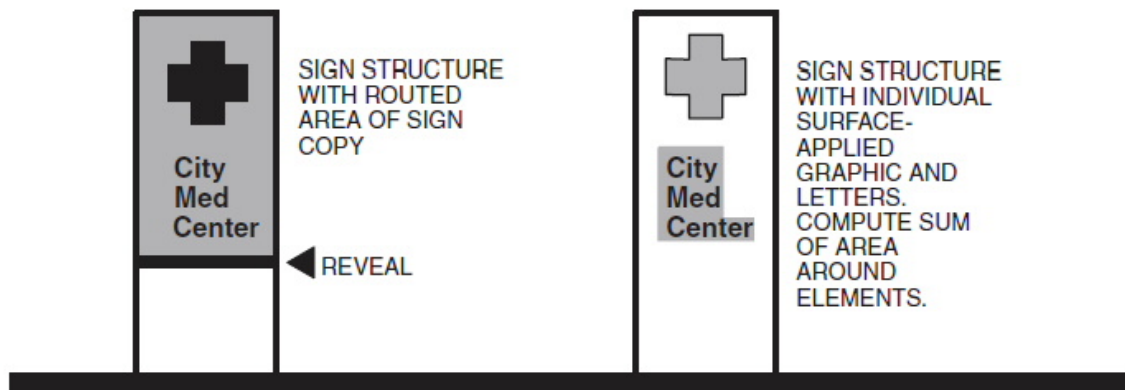 City
Med
Center
SIGN STRUCTURE
WITH ROUTED
AREA OF SIGN
COPY
REVEAL
City
Med
Center
SIGN STRUCTURE
WITH INDIVIDUAL
SURFACE-
APPLIED
GRAPHIC AND
LETTERS.
COMPUTE SUM
OF AREA
AROUND
ELEMENTS.